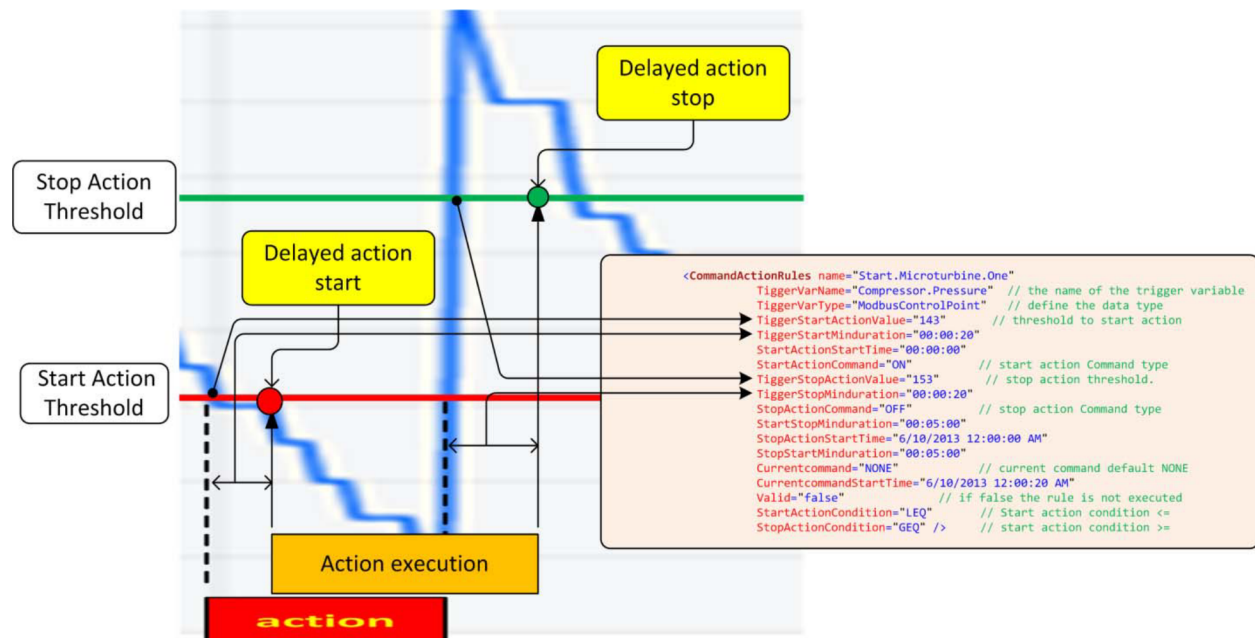 Delayed action
stop
Stop Action
Threshold
Delayed action
start
Start Action
Threshold
<CommandActionRules name="Start.Microturbine.One"
TiggerVarName="Compressor.Pressure" // the name of the trigger variable
TiggerVarType="ModbusControlPoint" // define the data type
TiggerStartActionValue="143" // threshold to start action
TiggerStartMinduration="00:00:20"
StartActionStartTime="00:00:00"
StartActionCommand="ON" // start action Command type
TiggerStopActionValue="153" // stop action threshold.
TiggerStopMinduration="00:00:20"
StopActionCommand="OFF" // stop action Command type
StartStopMinduration="00:05:00"
StopActionStartTime="6/10/2013 12:00:00 AM"
StopStartMinduration="00:05:00"
Currentcommand="NONE" // current command default NONE
CurrentcommandStartTime="6/10/2013 12:00:20 AM"
Valid="false" // if false the rule is not executed
StartActionCondition="LEQ" // Start action condition <=
StopActionCondition="GEQ" /> // start action condition >=
Action execution
action